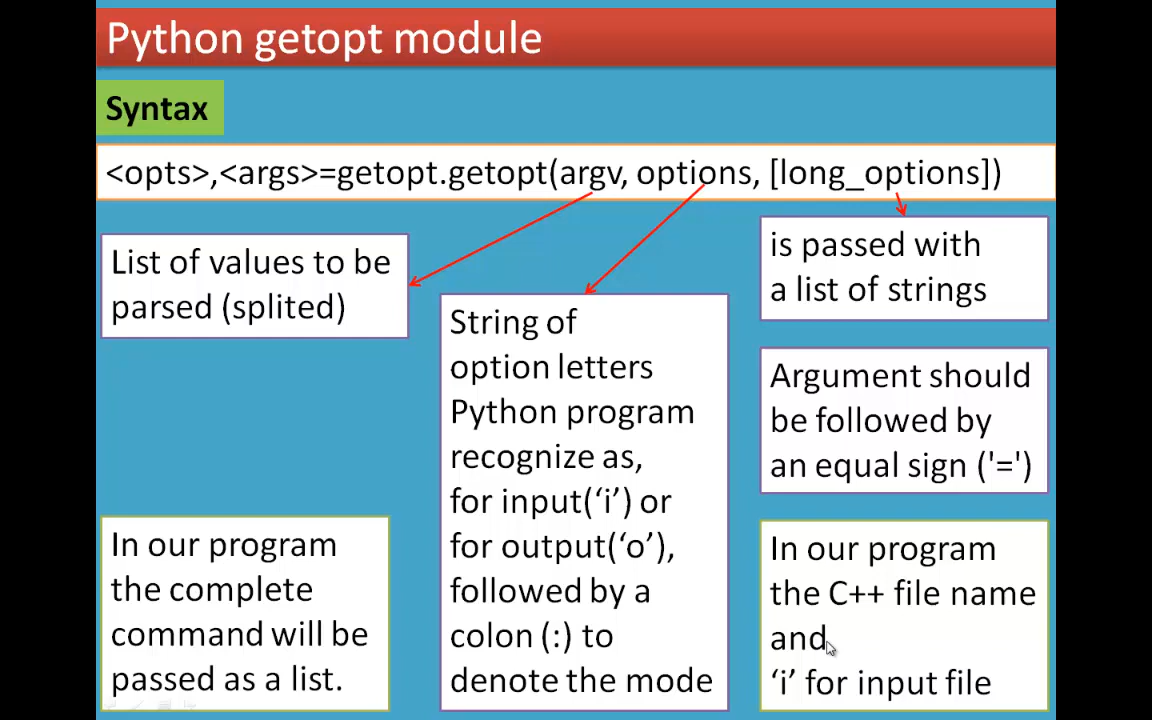 Python getopt module
Syntax
<opts>,<args>=getopt.getopt(argv, options, [long_options])
List of values to be
parsed (splited)
In our program
the complete
command will be
passed as a list.
String of
option letters
Python program
recognize as,
for input(‘i’) or
for output(‘o’),
followed by a
colon (:) to
denote the mode
is passed with
a list of strings
Argument should
be followed by
an equal sign ('=')
In our program
the C++ file name
and
‘i’ for input file